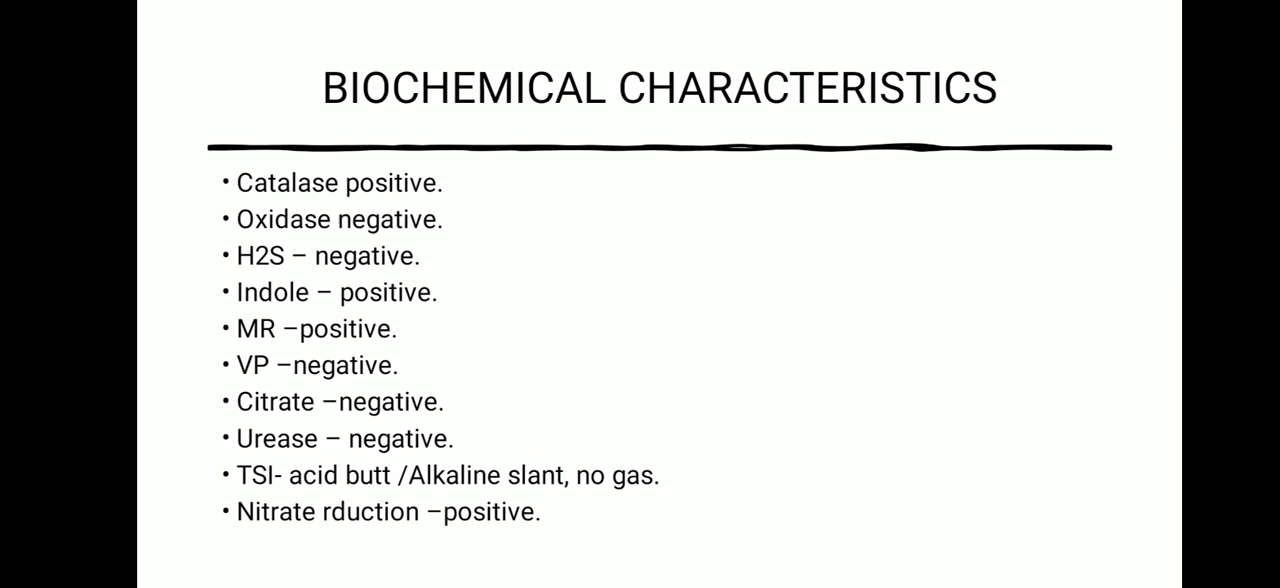 BIOCHEMICAL CHARACTERISTICS
• Catalase positive.
• Oxidase negative.
• H2S – negative.
• Indole – positive.
• MR –positive.
• VP –negative.
• Citrate –negative.
• Urease – negative.
• TSI- acid butt /Alkaline slant, no gas.
• Nitrate rduction –positive.